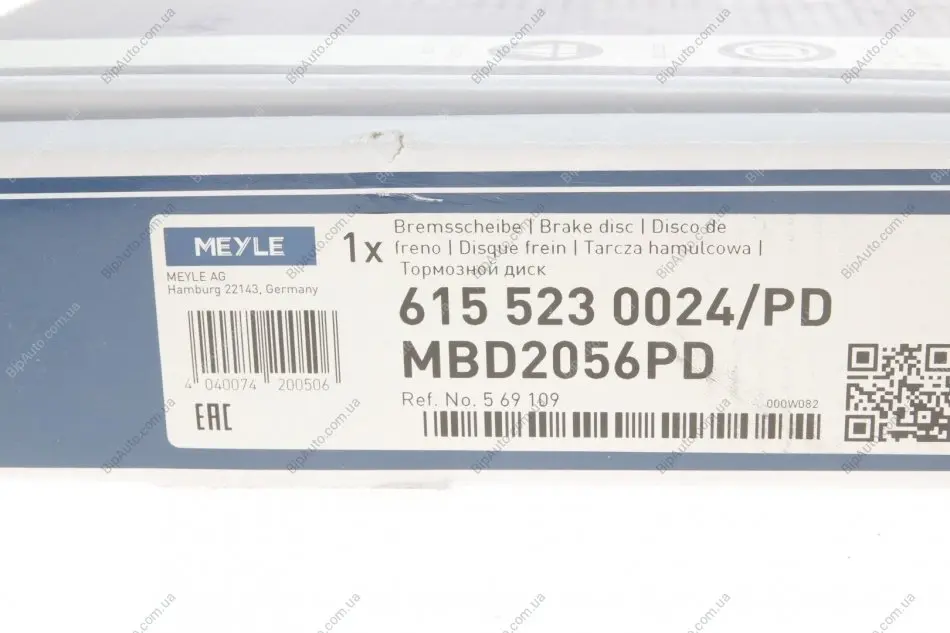 MEYLE
MEYLE AG
Hamburg 22143, Germany
4 040074 200506
EAC
1x
Bremsscheibe | Brake disc | Disco de
freno | Disque frein | Tarcza hamulcowa |
Тормозной диск
615 523 0024/PD
MBD2056PD
Ref. No. 5 69 109
000W082
BipAuto.com.ua